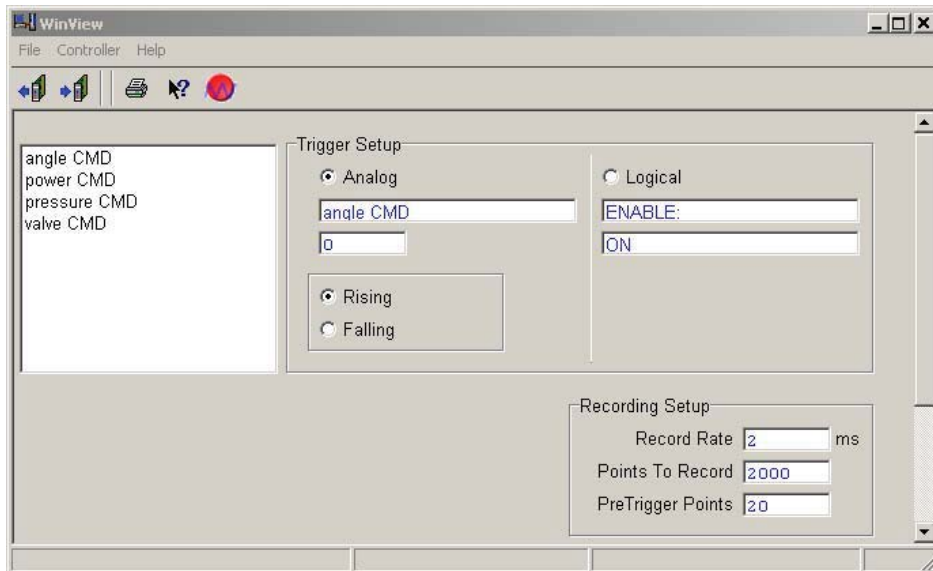 WinView
File Controller Help
angle CMD
power CMD
pressure CMD
valve CMD
Trigger Setup
Analog
angle CMD
0
Rising
Falling
Logical
ENABLE:
ON
Recording Setup
Record Rate 2 ms
Points To Record 2000
PreTrigger Points 20